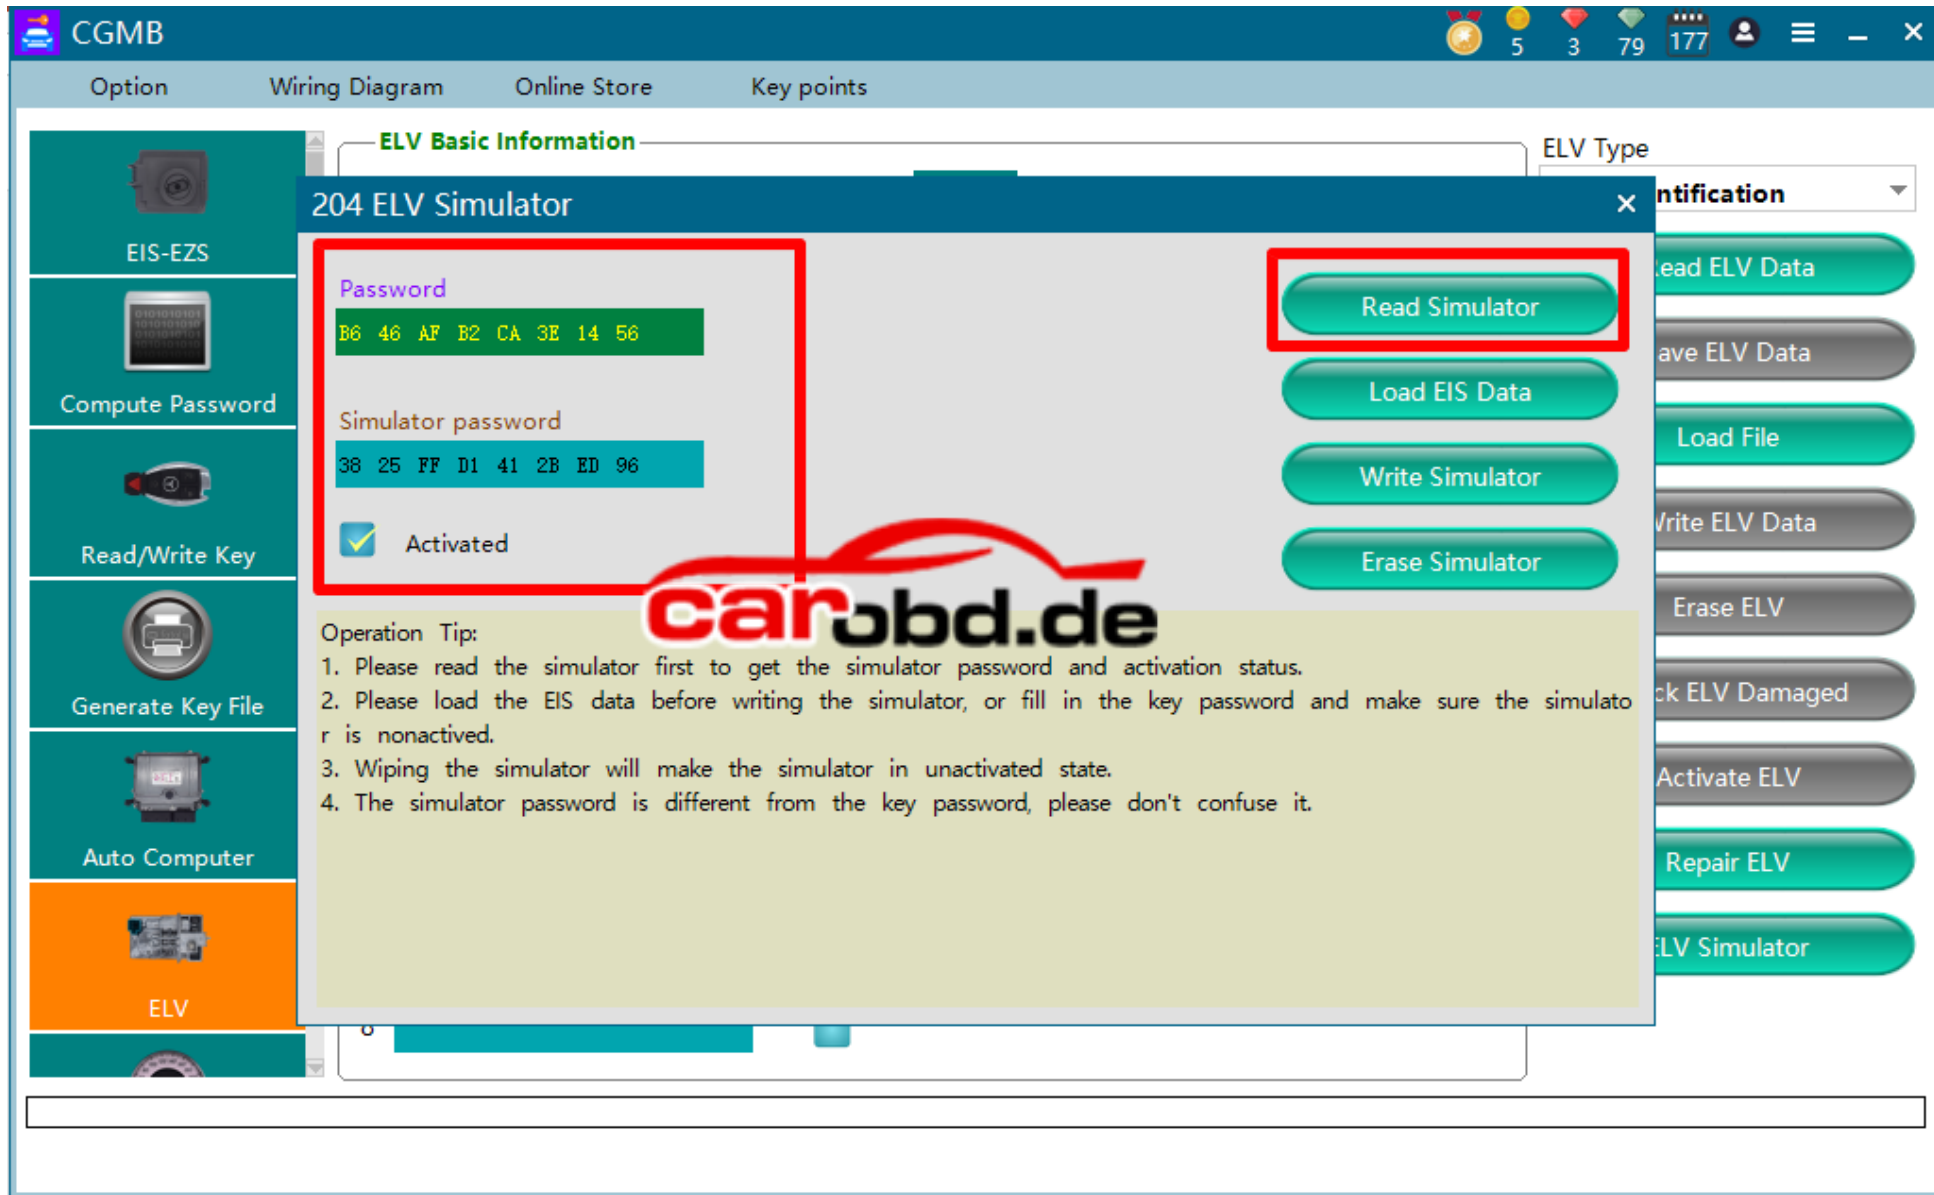 CGMB
5
3
79
177
Option
Wiring Diagram
Online Store
Key points
EIS-EZS
Compute Password
Read/Write Key
Generate Key File
Auto Computer
ELV
ELV Basic Information
204 ELV Simulator
Password
B6 46 AF B2 CA 3E 14 56
Simulator password
38 25 FF D1 41 2B ED 96
Activated
Read Simulator
Load EIS Data
Write Simulator
Erase Simulator
carobd.de
Operation Tip:
1. Please read the simulator first to get the simulator password and activation status.
2. Please load the EIS data before writing the simulator, or fill in the key password and make sure the simulato
r is nonactived.
3. Wiping the simulator will make the simulator in unactivated state.
4. The simulator password is different from the key password, please don't confuse it.
ELV Type
ntification
ead ELV Data
ave ELV Data
Load File
Write ELV Data
Erase ELV
ck ELV Damaged
Activate ELV
Repair ELV
ELV Simulator